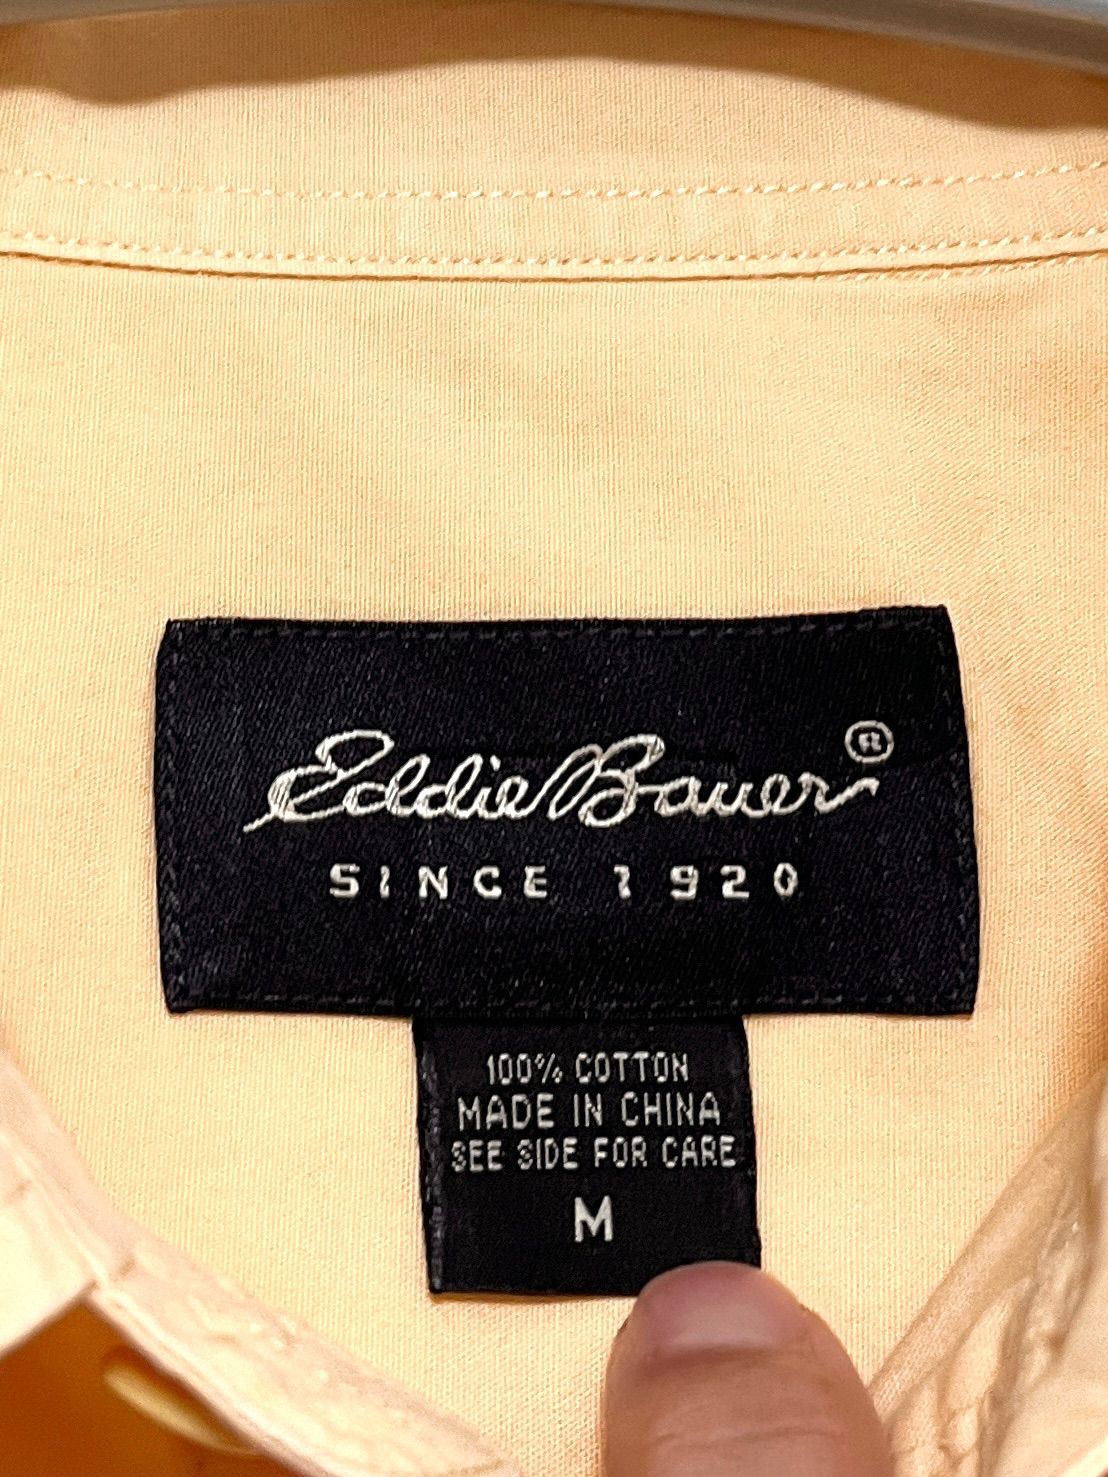 Eddie Bauer®
SINCE 1920
100% COTTON
MADE IN CHINA
SEE SIDE FOR CARE
M